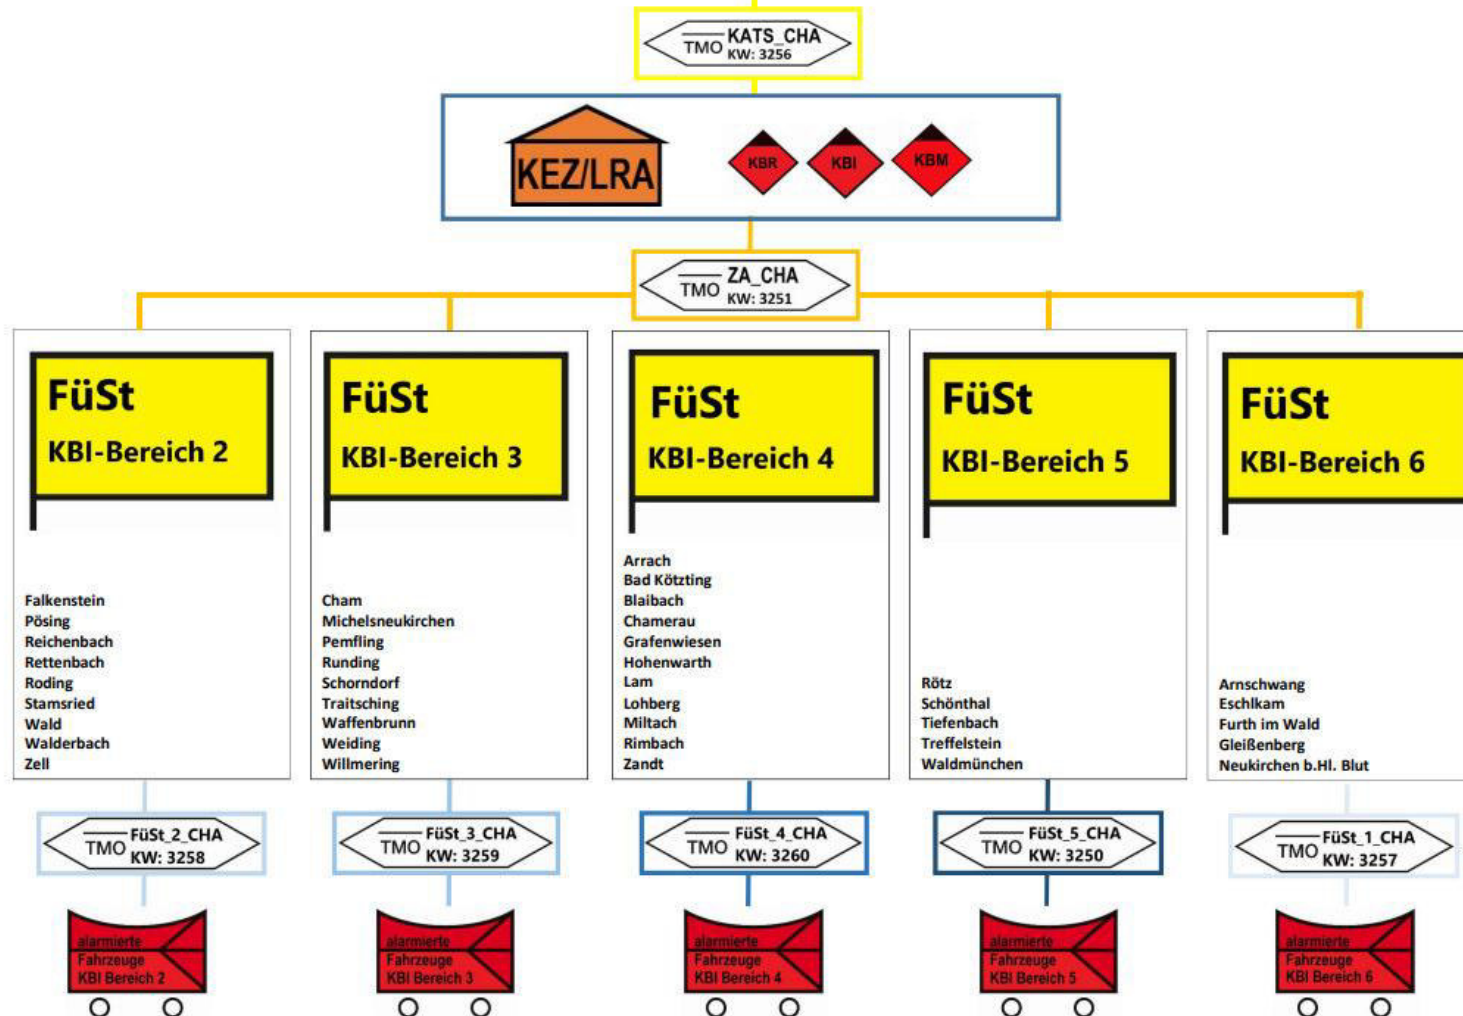 TMO KATS_CHA
KW: 3256
KEZ/LRA
KBR
KBI
KBM
TMO ZA_CHA
KW: 3251
FüSt
KBI-Bereich 2
Falkenstein
Pösing
Reichenbach
Rettenbach
Roding
Stamsried
Wald
Walderbach
Zell
TMO FüSt_2_CHA
KW: 3258
alarmierte
Fahrzeuge
KBI Bereich 2
FüSt
KBI-Bereich 3
Cham
Michelsneukirchen
Pemfling
Runding
Schorndorf
Traitsching
Waffenbrunn
Weiding
Willmering
TMO FüSt_3_CHA
KW: 3259
alarmierte
Fahrzeuge
KBI Bereich 3
FüSt
KBI-Bereich 4
Arrach
Bad Kötzting
Blaibach
Chamerau
Grafenwiesen
Hohenwarth
Lam
Lohberg
Miltach
Rimbach
Zandt
TMO FüSt_4_CHA
KW: 3260
alarmierte
Fahrzeuge
KBI Bereich 4
FüSt
KBI-Bereich 5
Rötz
Schönthal
Tiefenbach
Treffelstein
Waldmünchen
TMO FüSt_5_CHA
KW: 3250
alarmierte
Fahrzeuge
KBI Bereich 5
FüSt
KBI-Bereich 6
Arnschwang
Eschlkam
Furth im Wald
Gleißenberg
Neukirchen b.Hl. Blut
TMO FüSt_1_CHA
KW: 3257
alarmierte
Fahrzeuge
KBI Bereich 6